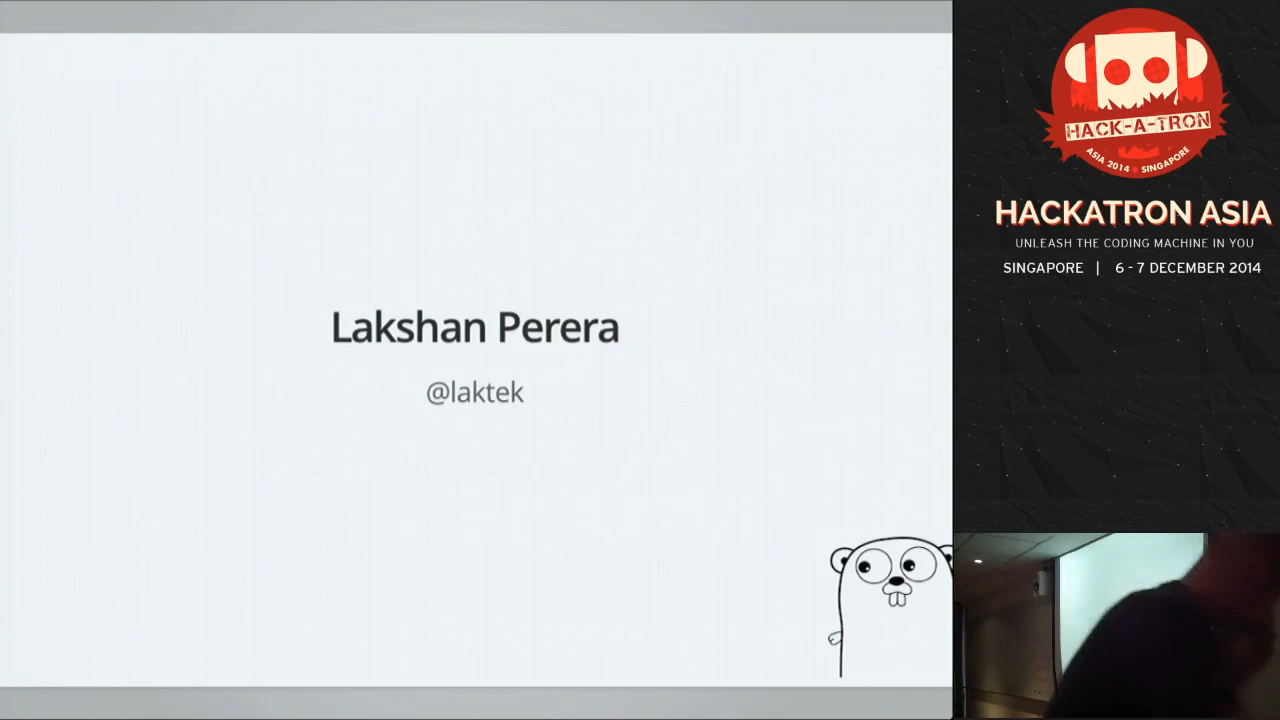 Lakshan Perera
@laktek
HACK-A-TRON
ASIA 2014 SINGAPORE
HACKATRON ASIA
UNLEASH THE CODING MACHINE IN YOU
SINGAPORE | 6 - 7 DECEMBER 2014